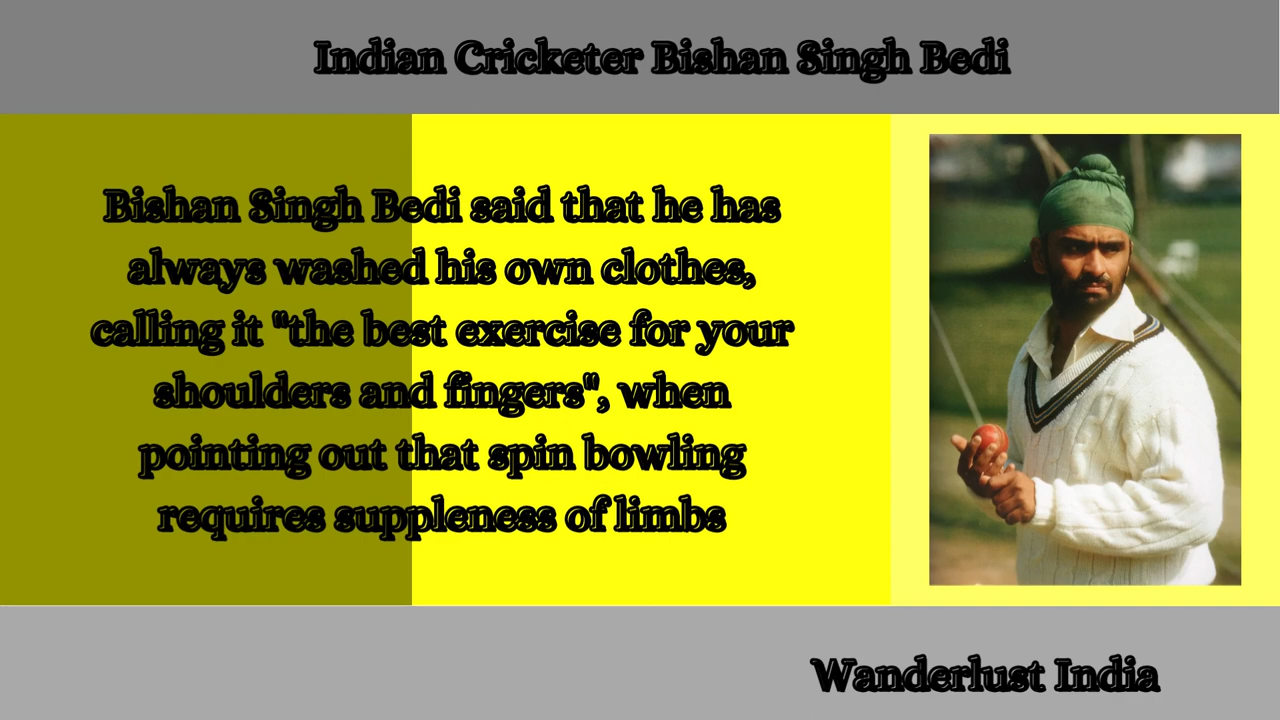 Indian Cricketer Bishan Singh Bedi
Bishan Singh Bedi said that he has
always washed his own clothes,
calling it "the best exercise for your
shoulders and fingers", when
pointing out that spin bowling
requires suppleness of limbs
Wanderlust India